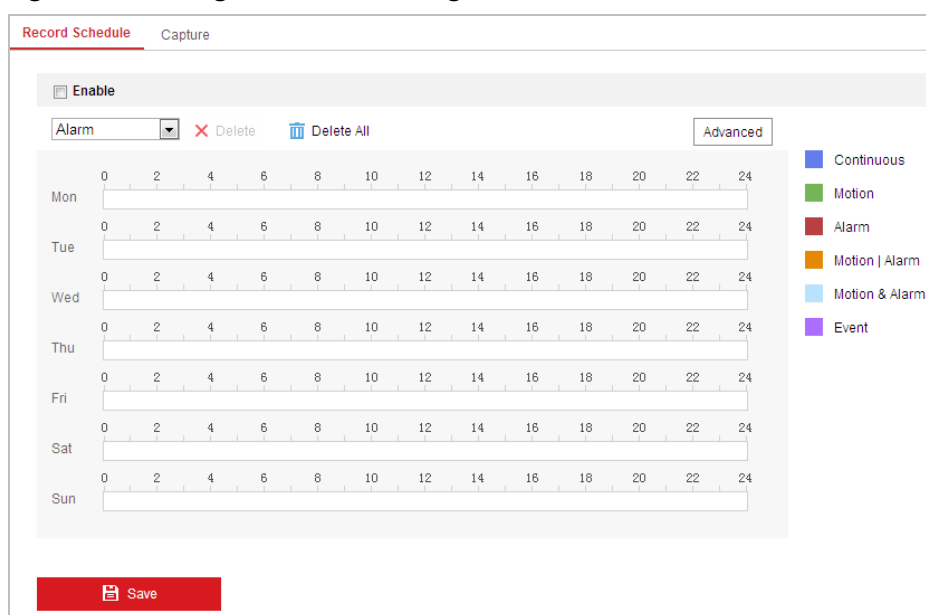 Record Schedule Capture
Enable
Alarm Delete Delete All Advanced
0 2 4 6 8 10 12 14 16 18 20 22 24
Mon
0 2 4 6 8 10 12 14 16 18 20 22 24
Tue
0 2 4 6 8 10 12 14 16 18 20 22 24
Wed
0 2 4 6 8 10 12 14 16 18 20 22 24
Thu
0 2 4 6 8 10 12 14 16 18 20 22 24
Fri
0 2 4 6 8 10 12 14 16 18 20 22 24
Sat
0 2 4 6 8 10 12 14 16 18 20 22 24
Sun
Continuous
Motion
Alarm
Motion | Alarm
Motion & Alarm
Event
Save